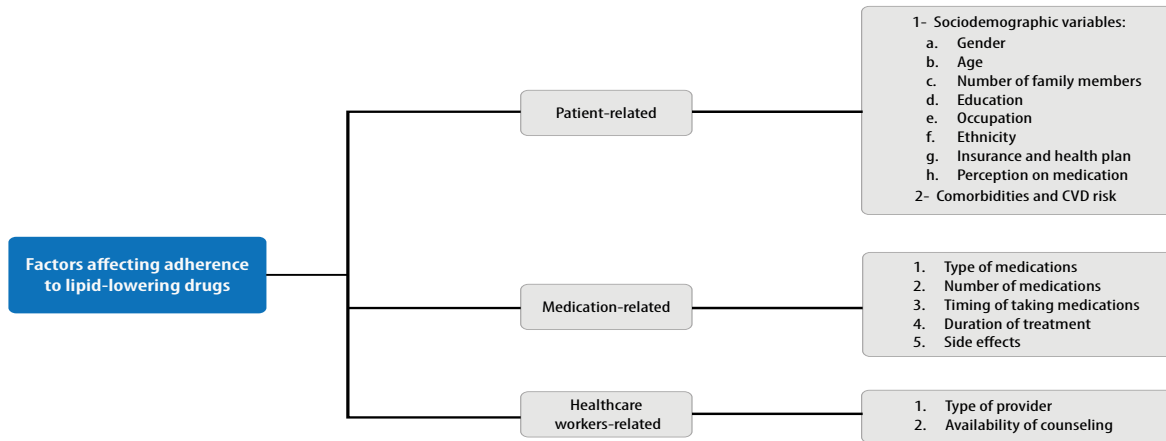 Factors affecting adherence
to lipid-lowering drugs
Patient-related
1- Sociodemographic variables:
a. Gender
b. Age
c. Number of family members
d. Education
e. Occupation
f. Ethnicity
g. Insurance and health plan
h. Perception on medication
2- Comorbidities and CVD risk
Medication-related
1. Type of medications
2. Number of medications
3. Timing of taking medications
4. Duration of treatment
5. Side effects
Healthcare
workers-related
1. Type of provider
2. Availability of counseling